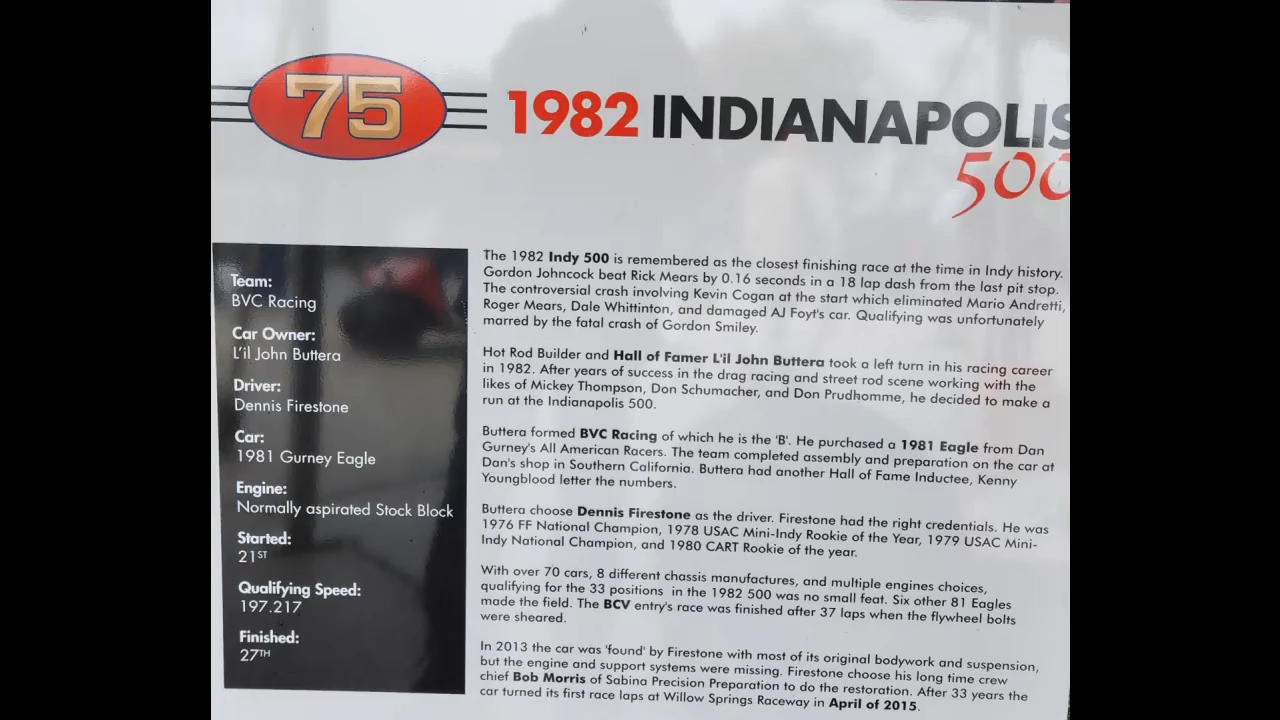 75
1982 INDIANAPOLIS
500
Team:
BVC Racing
Car Owner:
L'il John Buttera
Driver:
Dennis Firestone
Car:
1981 Gurney Eagle
Engine:
Normally aspirated Stock Block
Started:
21ST
Qualifying Speed:
197.217
Finished:
27TH
The 1982 Indy 500 is remembered as the closest finishing race at the time in Indy history.
Gordon Johncock beat Rick Mears by 0.16 seconds in a 18 lap dash from the last pit stop.
The controversial crash involving Kevin Cogan at the start which eliminated Mario Andretti,
Roger Mears, Dale Whittinton, and damaged AJ Foyt's car. Qualifying was unfortunately
marred by the fatal crash of Gordon Smiley.
Hot Rod Builder and Hall of Famer L'il John Buttera took a left turn in his racing career
in 1982. After years of success in the drag racing and street rod scene working with the
likes of Mickey Thompson, Don Schumacher, and Don Prudhomme, he decided to make a
run at the Indianapolis 500.
Buttera formed BVC Racing of which he is the 'B'. He purchased a 1981 Eagle from Dan
Gurney's All American Racers. The team completed assembly and preparation on the car at
Dan's shop in Southern California. Buttera had another Hall of Fame Inductee, Kenny
Youngblood letter the numbers.
Buttera choose Dennis Firestone as the driver. Firestone had the right credentials. He was
1976 FF National Champion, 1978 USAC Mini-Indy Rookie of the Year, 1979 USAC Mini-
Indy National Champion, and 1980 CART Rookie of the year.
With over 70 cars, 8 different chassis manufactures, and multiple engines choices,
qualifying for the 33 positions in the 1982 500 was no small feat. Six other 81 Eagles
made the field. The BCV entry's race was finished after 37 laps when the flywheel bolts
were sheared.
In 2013 the car was 'found' by Firestone with most of its original bodywork and suspension,
but the engine and support systems were missing. Firestone choose his long time crew
chief Bob Morris of Sabina Precision Preparation to do the restoration. After 33 years the
car turned its first race laps at Willow Springs Raceway in April of 2015.